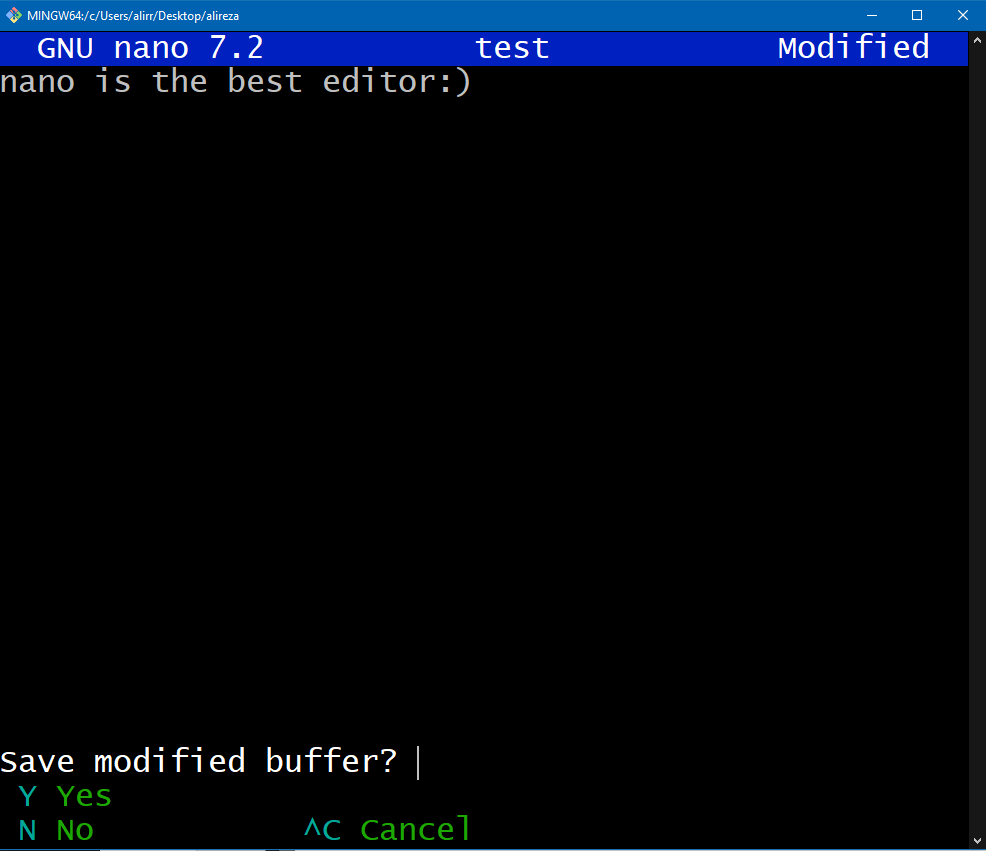 MINGW64:/c/Users/alirr/Desktop/alireza
GNU nano 7.2 test Modified
nano is the best editor:)
Save modified buffer?
Y Yes
N No ^C Cancel